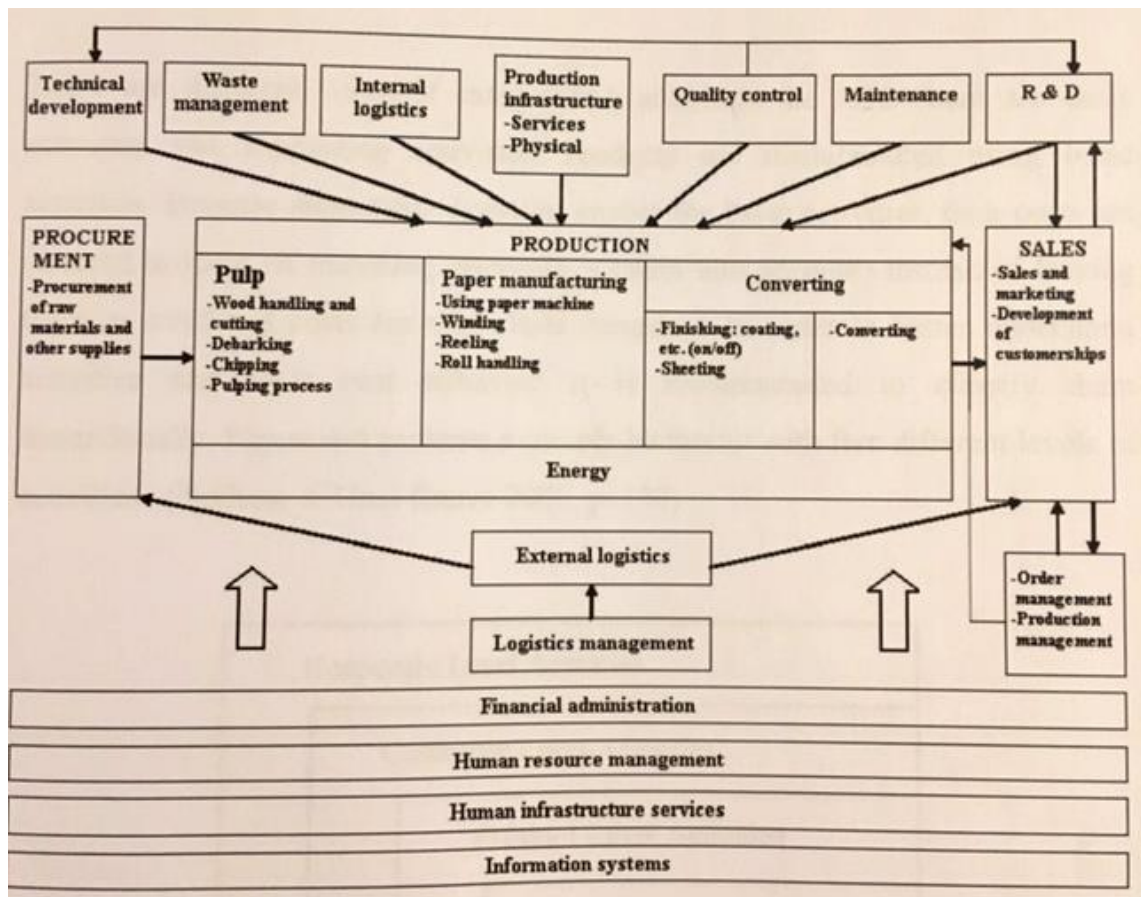 Technical
development
Waste
management
Internal
logistics
Production
infrastructure
-Services
-Physical
Quality control
Maintenance
R & D
PROCURE
MENT
-Procurement
of raw
materials and
other supplies
PRODUCTION
Pulp
-Wood handling and
cutting
-Debarking
-Chipping
-Pulping process
Paper manufacturing
-Using paper machine
-Winding
-Reeling
-Roll handling
Converting
-Finishing: coating,
etc. (on/off)
-Sheeting
-Converting
Energy
SALES
-Sales and
marketing
-Development
of
customerships
External logistics
Logistics management
-Order
management
-Production
management
Financial administration
Human resource management
Human infrastructure services
Information systems